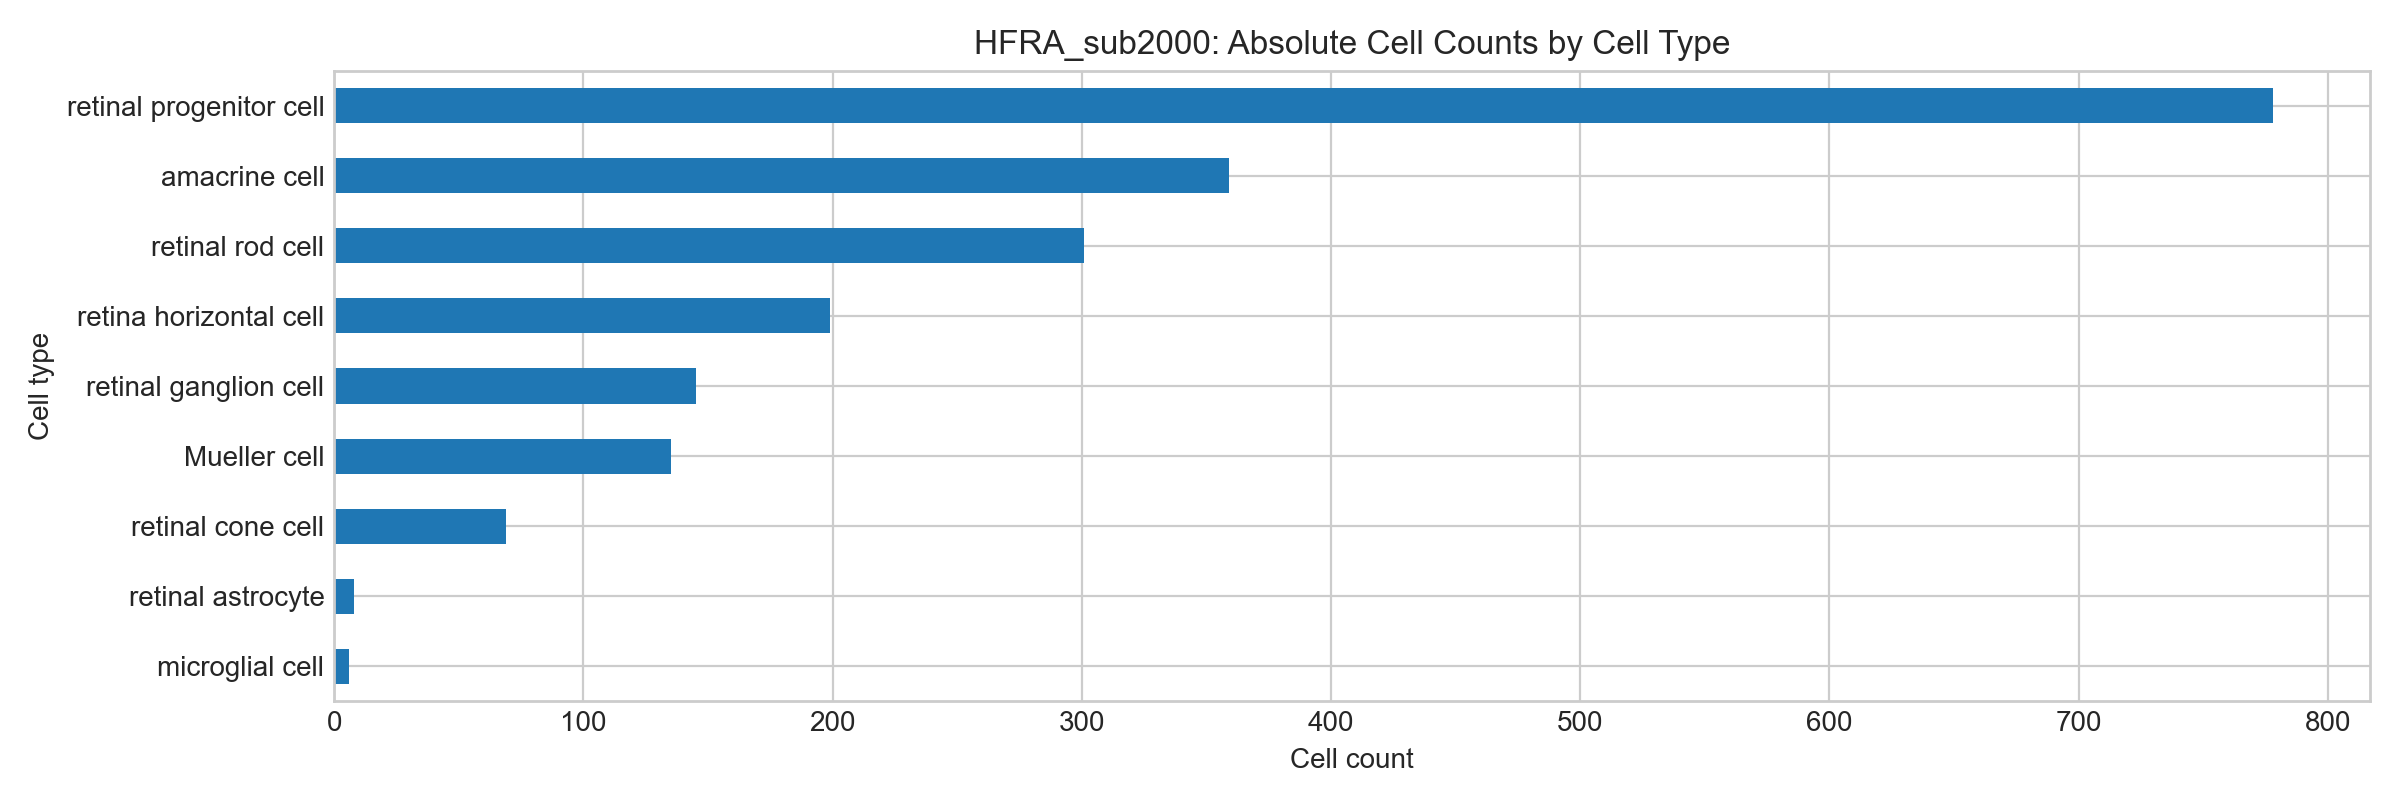 HFRA_sub2000: Absolute Cell Counts by Cell Type
Cell type
retinal progenitor cell
amacrine cell
retinal rod cell
retina horizontal cell
retinal ganglion cell
Mueller cell
retinal cone cell
retinal astrocyte
microglial cell
0 100 200 300 400 500 600 700 800
Cell count